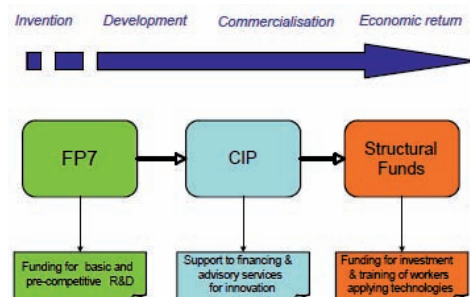 Invention Development Commercialisation Economic return
FP7
CIP
Structural
Funds
Funding for basic and
pre-competitive R&D
Support to financing &
advisory services
for innovation
Funding for investment
& training of workers
applying technologies